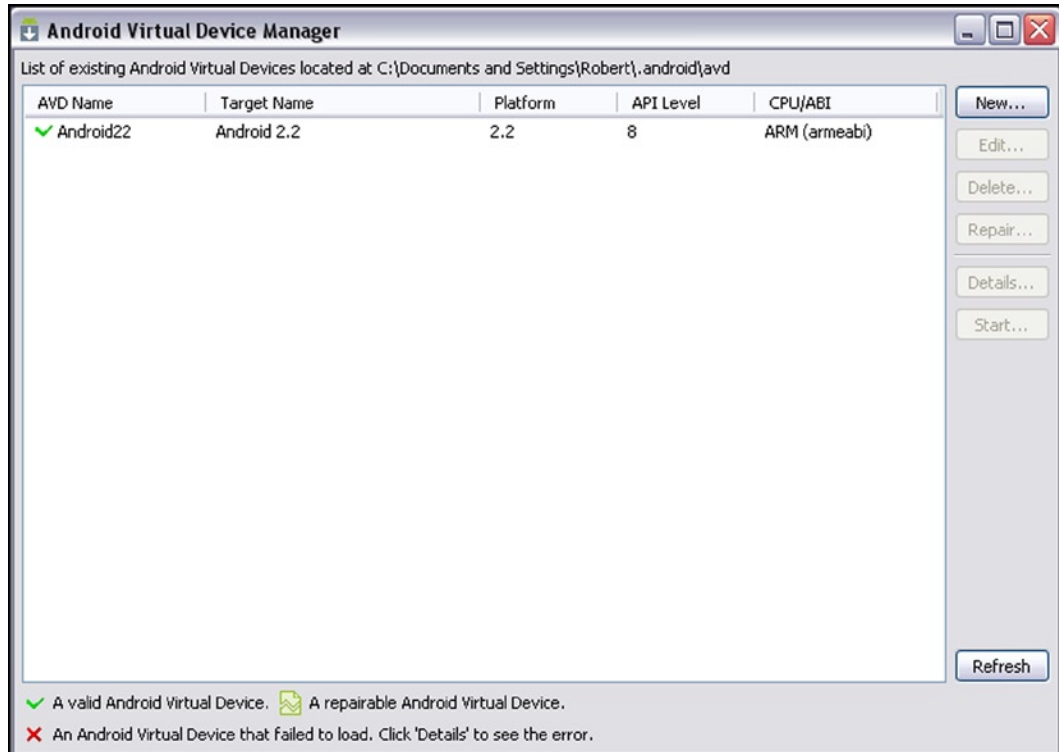 Android Virtual Device Manager
List of existing Android Virtual Devices located at C:\Documents and Settings\Robert\.android\avd
AVD Name Target Name Platform API Level CPU/ABI
Android22 Android 2.2 2.2 8 ARM (armeabi)
New...
Edit...
Delete...
Repair...
Details...
Start...
Refresh
A valid Android Virtual Device. A repairable Android Virtual Device.
An Android Virtual Device that failed to load. Click 'Details' to see the error.